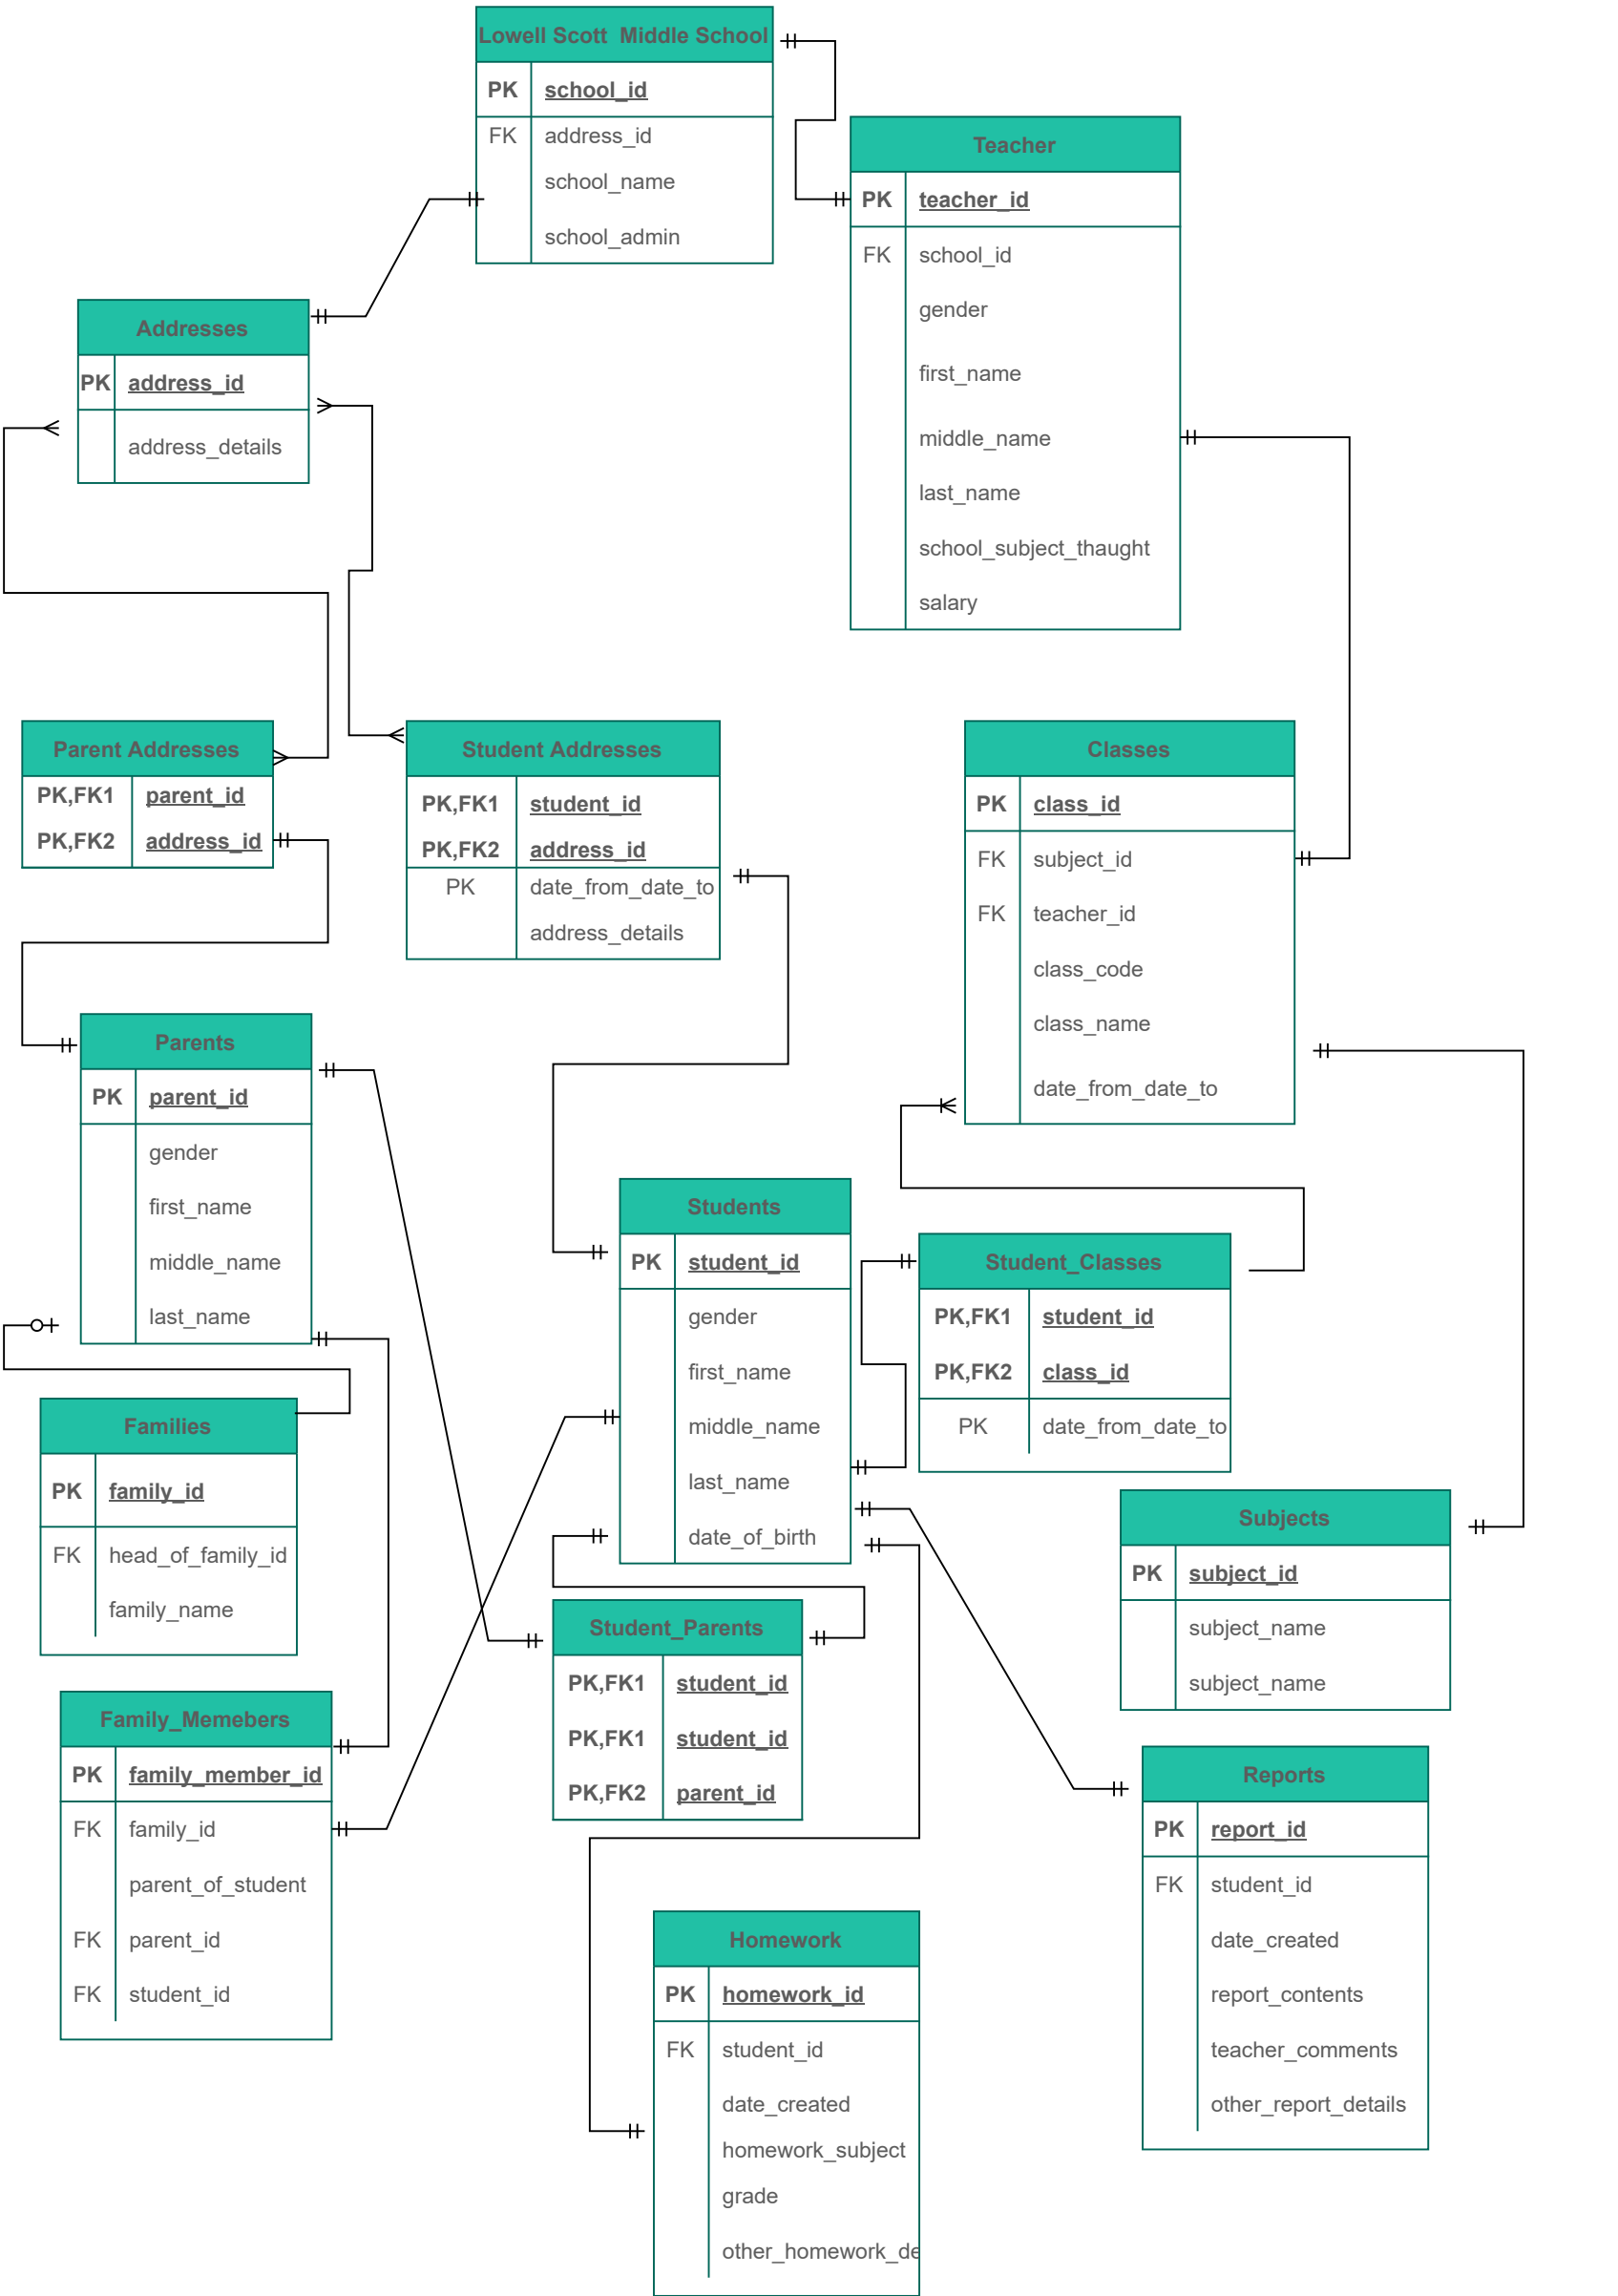 Lowell Scott  Middle School
PK school_id
FK address_id
school_name
school_admin
Teacher
PK teacher_id
FK school_id
gender
first_name
middle_name
last_name
school_subject_thaught
salary
Addresses
PK address_id
address_details
Parent Addresses
PK,FK1 parent_id
PK,FK2 address_id
Student Addresses
PK,FK1 student_id
PK,FK2 address_id
PK date_from_date_to
address_details
Classes
PK class_id
FK subject_id
FK teacher_id
class_code
class_name
date_from_date_to
Parents
PK parent_id
gender
first_name
middle_name
last_name
Students
PK student_id
gender
first_name
middle_name
last_name
date_of_birth
Student_Classes
PK,FK1 student_id
PK,FK2 class_id
PK date_from_date_to
Families
PK family_id
FK head_of_family_id
family_name
Subjects
PK subject_id
subject_name
subject_name
Student_Parents
PK,FK1 student_id
PK,FK1 student_id
PK,FK2 parent_id
Family_Memebers
PK family_member_id
FK family_id
parent_of_student
FK parent_id
FK student_id
Reports
PK report_id
FK student_id
date_created
report_contents
teacher_comments
other_report_details
Homework
PK homework_id
FK student_id
date_created
homework_subject
grade
other_homework_de